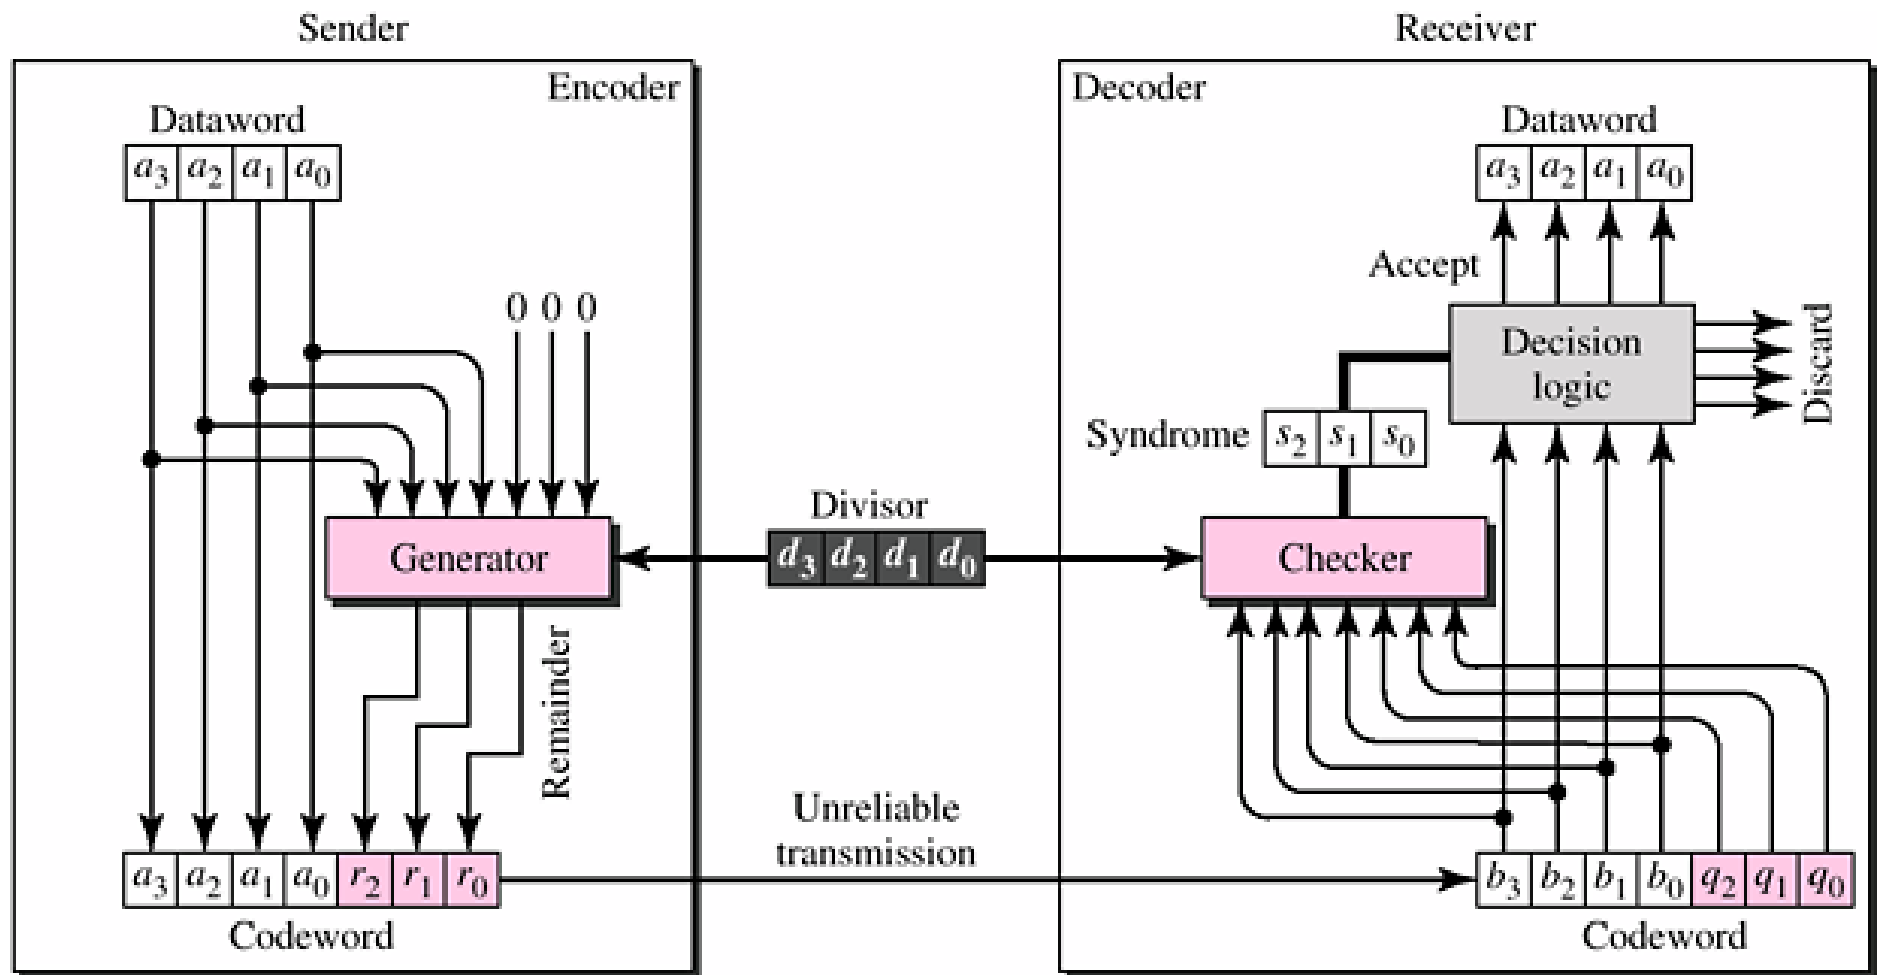 Sender
Encoder
Dataword
a3 a2 a1 a0
0 0 0
Generator
Remainder
a3 a2 a1 a0 r2 r1 r0
Codeword
Divisor
d3 d2 d1 d0
Unreliable
transmission
Receiver
Decoder
Dataword
a3 a2 a1 a0
Accept
Decision
logic
Discard
Syndrome
s2 s1 s0
Checker
b3 b2 b1 b0 q2 q1 q0
Codeword